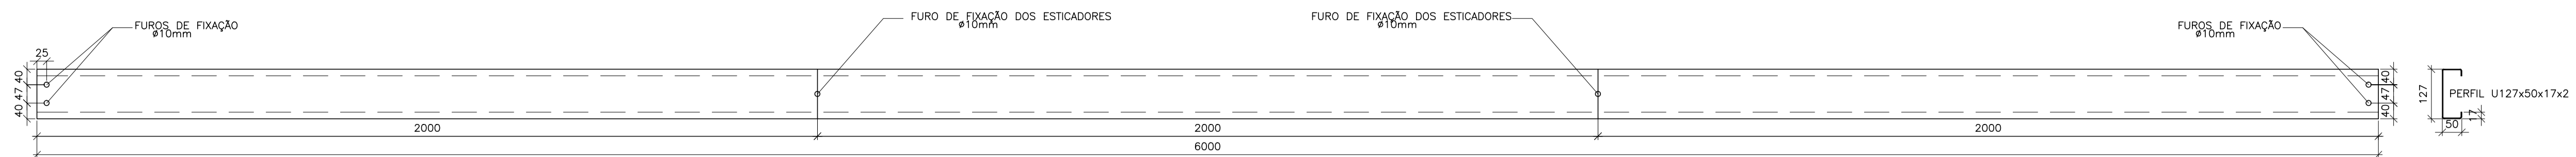 FURO DE FIXAÇÃO DOS ESTICADORES
ø10mm
FURO DE FIXAÇÃO DOS ESTICADORES
ø10mm
FUROS DE FIXAÇÃO
ø10mm
FUROS DE FIXAÇÃO
ø10mm
25
40
47
40
40
47
40
127
PERFIL U127x50x17x2
17
50
2000
2000
2000
6000